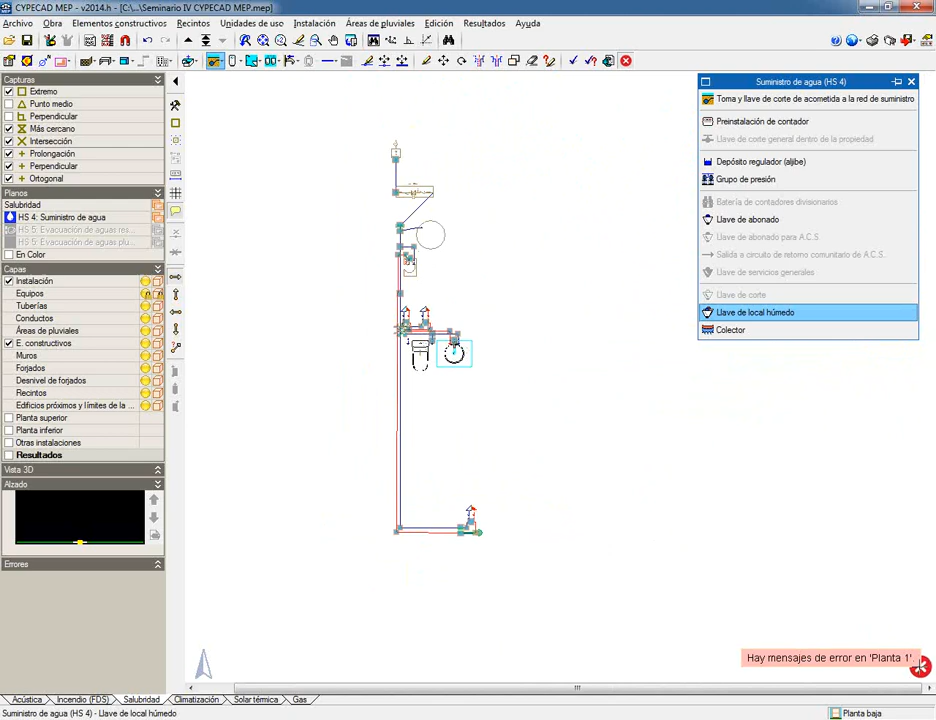 CYPECAD MEP - v2014.h - [C:\...\Seminario IV CYPECAD MEP.mep]
Archivo Obra Elementos constructivos Recintos Unidades de uso Instalación Áreas de pluviales Edición Resultados Ayuda
Capturas
Extremo
Punto medio
Perpendicular
Más cercano
Intersección
Prolongación
Perpendicular
Ortogonal
Planos
Salubridad
HS 4: Suministro de agua
HS 5: Evacuación de aguas res...
HS 5: Evacuación de aguas plu...
En Color
Capas
Instalación
Equipos
Tuberías
Conductos
Áreas de pluviales
E. constructivos
Muros
Forjados
Desnivel de forjados
Recintos
Edificios próximos y límites de la ...
Planta superior
Planta inferior
Otras instalaciones
Resultados
Vista 3D
Alzado
Errores
Suministro de agua (HS 4)
Toma y llave de corte de acometida a la red de suministro
Preinstalación de contador
Llave de corte general dentro de la propiedad
Depósito regulador (aljibe)
Grupo de presión
Batería de contadores divisionarios
Llave de abonado
Llave de abonado para A.C.S.
Salida a circuito de retorno comunitario de A.C.S.
Llave de servicios generales
Llave de corte
Llave de local húmedo
Colector
Hay mensajes de error en 'Planta 1'.
Acústica Incendio (FDS) Salubridad Climatización Solar térmica Gas
Suministro de agua (HS 4) - Llave de local húmedo
Planta baja